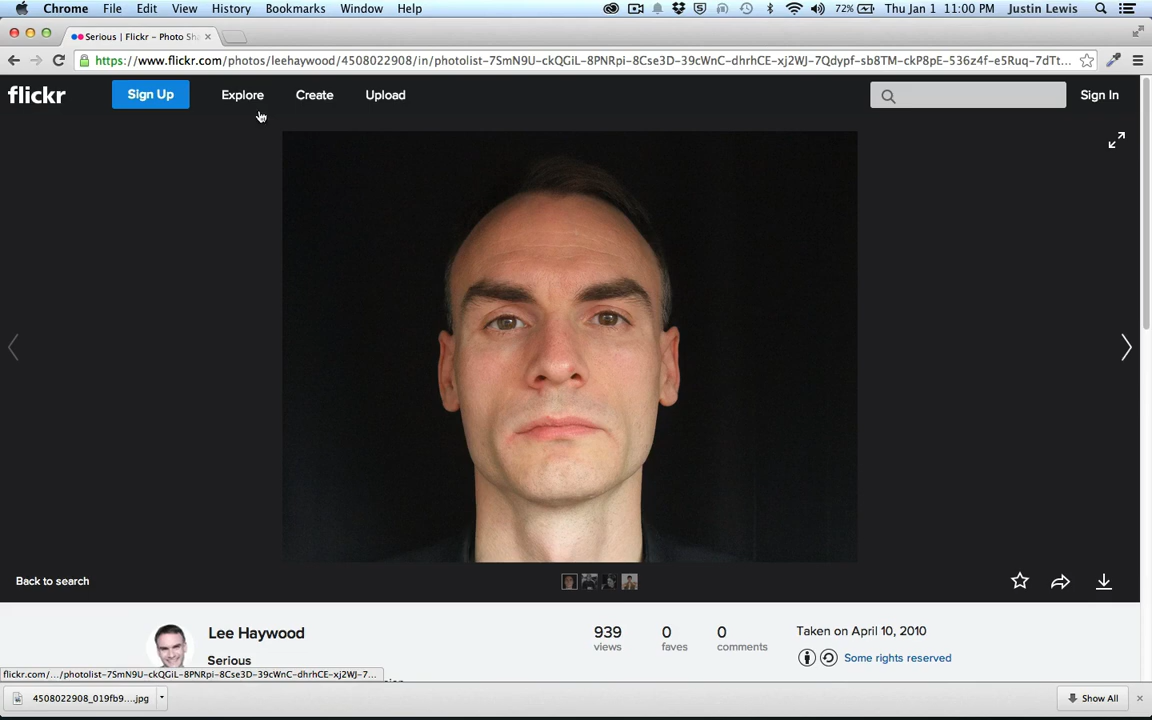 Chrome File Edit View History Bookmarks Window Help 72% Thu Jan 1 11:00 PM Justin Lewis
Serious | Flickr – Photo Sha
https://www.flickr.com/photos/leehaywood/4508022908/in/photolist-7SmN9U-ckQGiL-8PNRpi-8Cse3D-39cWnC-dhrhCE-xj2WJ-7Qdypf-sb8TM-ckP8pE-536z4f-e5Ruq-7dTt...
flickr Sign Up Explore Create Upload Sign In
Back to search
Lee Haywood
Serious
939 0 0
views faves comments
Taken on April 10, 2010
Some rights reserved
flickr.com/.../photolist-7SmN9U-ckQGiL-8PNRpi-8Cse3D-39cWnC-dhrhCE-xj2WJ-7...
4508022908_019fb9....jpg Show All